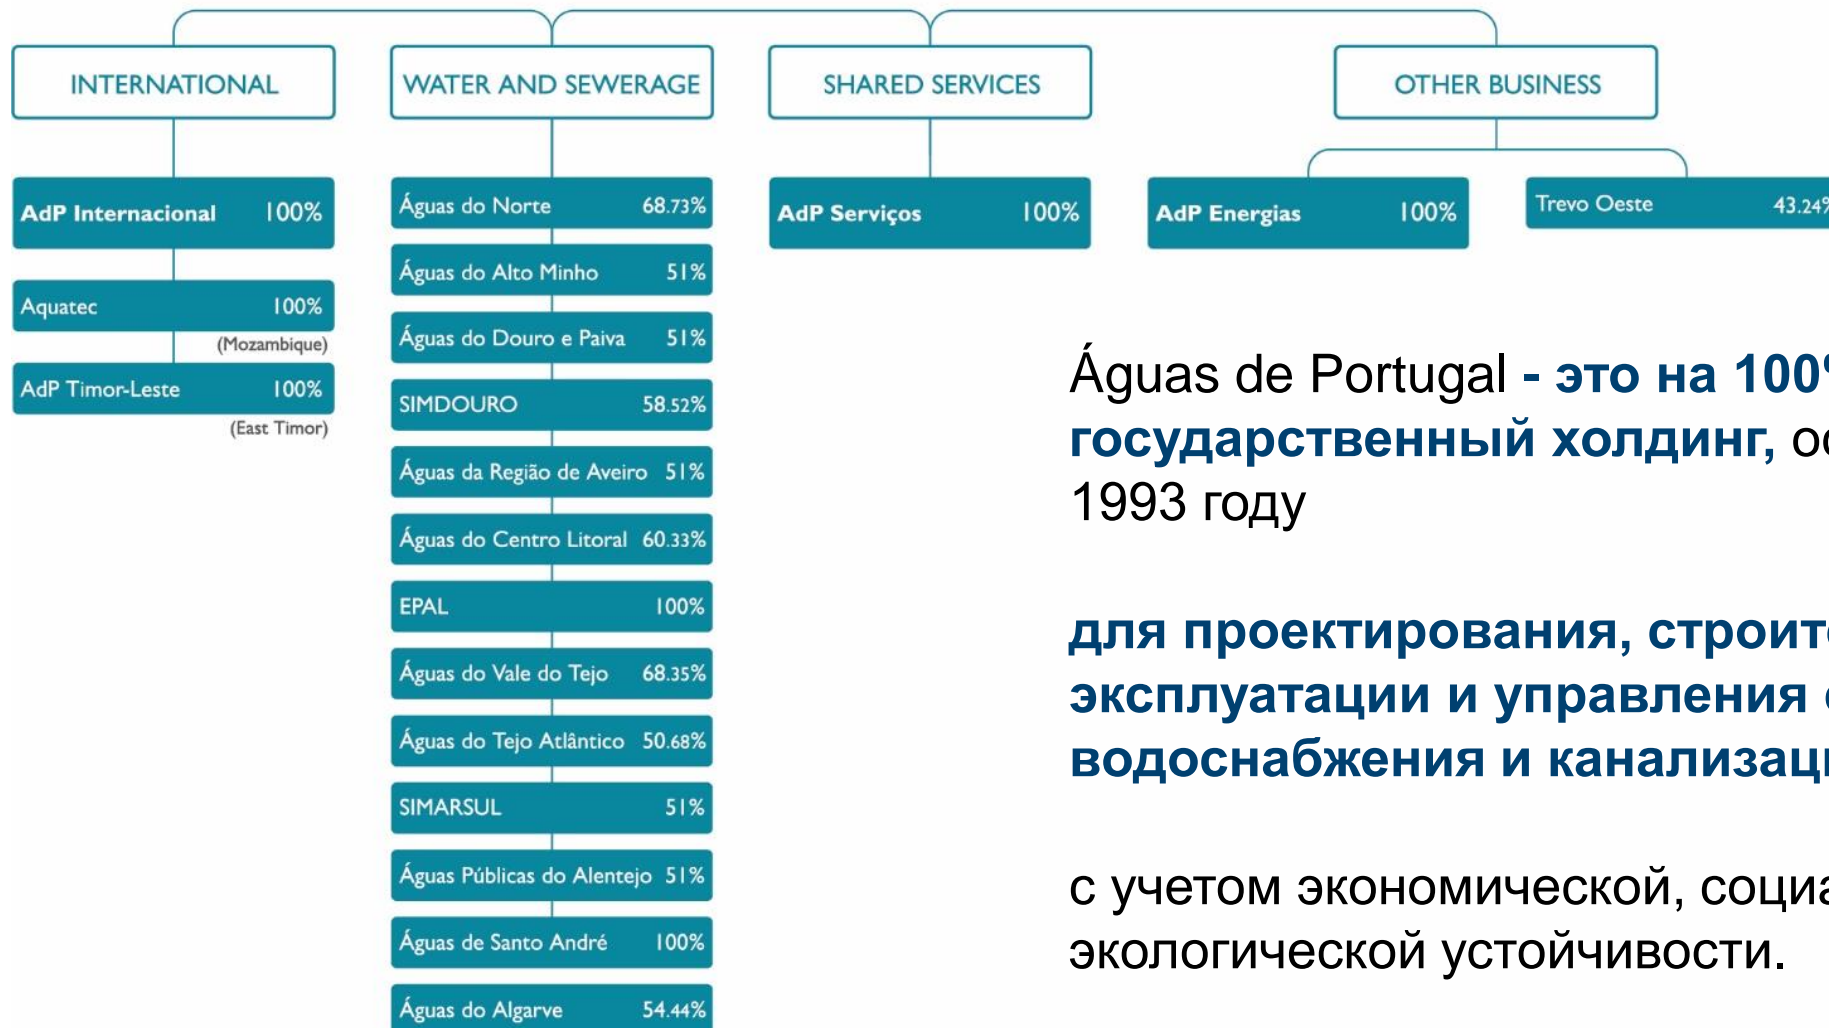 INTERNATIONAL
WATER AND SEWERAGE
SHARED SERVICES
OTHER BUSINESS
AdP Internacional 100%
Aquatec 100%
(Mozambique)
AdP Timor-Leste 100%
(East Timor)
Águas do Norte 68.73%
Águas do Alto Minho 51%
Águas do Douro e Paiva 51%
SIMDOURO 58.52%
Águas da Região de Aveiro 51%
Águas do Centro Litoral 60.33%
EPAL 100%
Águas do Vale do Tejo 68.35%
Águas do Tejo Atlântico 50.68%
SIMARSUL 51%
Águas Públicas do Alentejo 51%
Águas de Santo André 100%
Águas do Algarve 54.44%
AdP Serviços 100%
AdP Energias 100%
Trevo Oeste 43.24%
Águas de Portugal - это на 100%
государственный холдинг,
1993 году
для проектирования,
эксплуатации и управления
водоснабжения и
с учетом экономической,
экологической устойчивости.